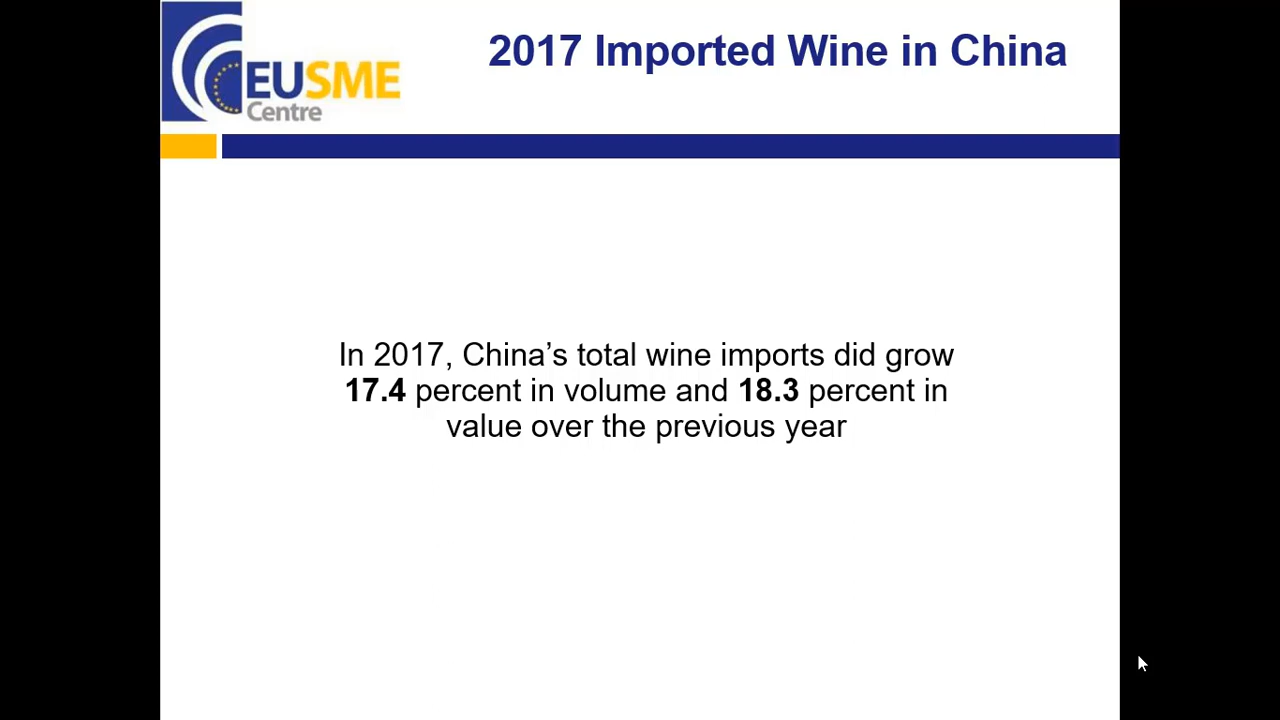 EUSME
Centre
2017 Imported Wine in China
In 2017, China’s total wine imports did grow
17.4 percent in volume and 18.3 percent in
value over the previous year